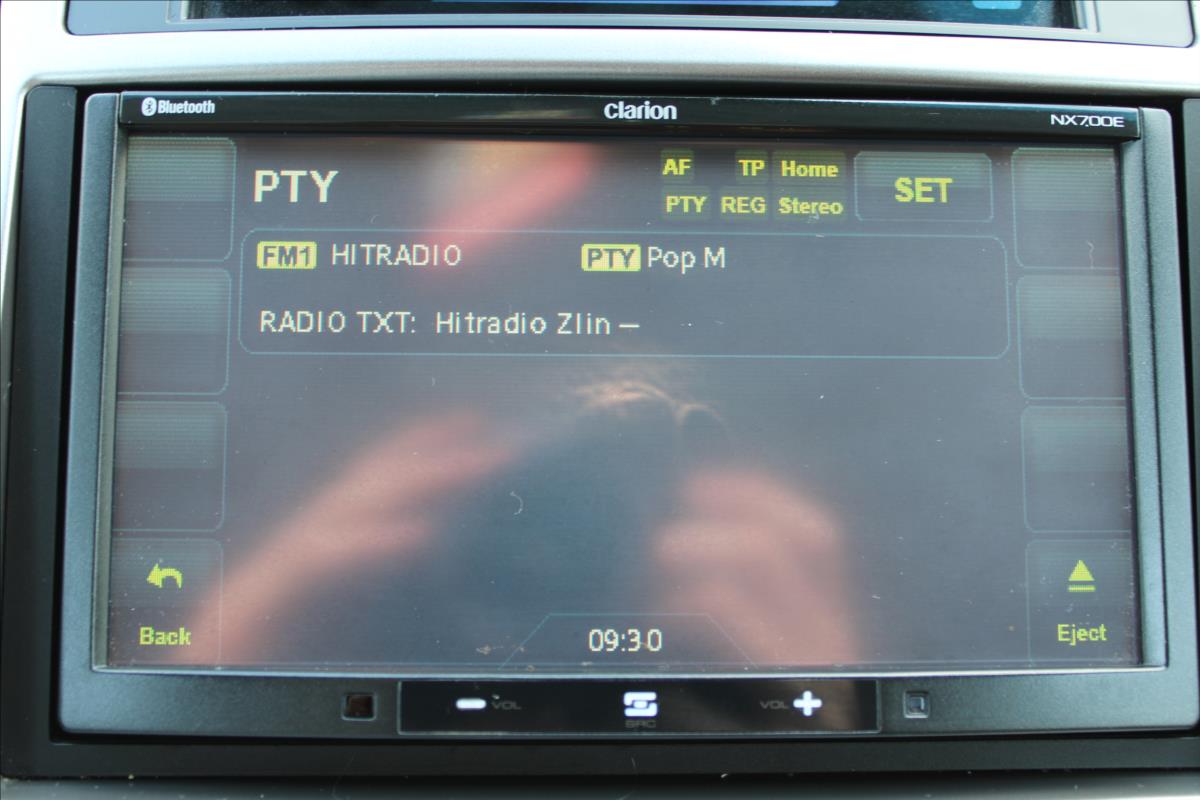 Bluetooth clarion NX700E
PTY AF TP Home SET
PTY REG Stereo
FM1 HITRADIO PTY Pop M
RADIO TXT: Hitradio Zlin –
Back 09:30 Eject
VOL SRC VOL